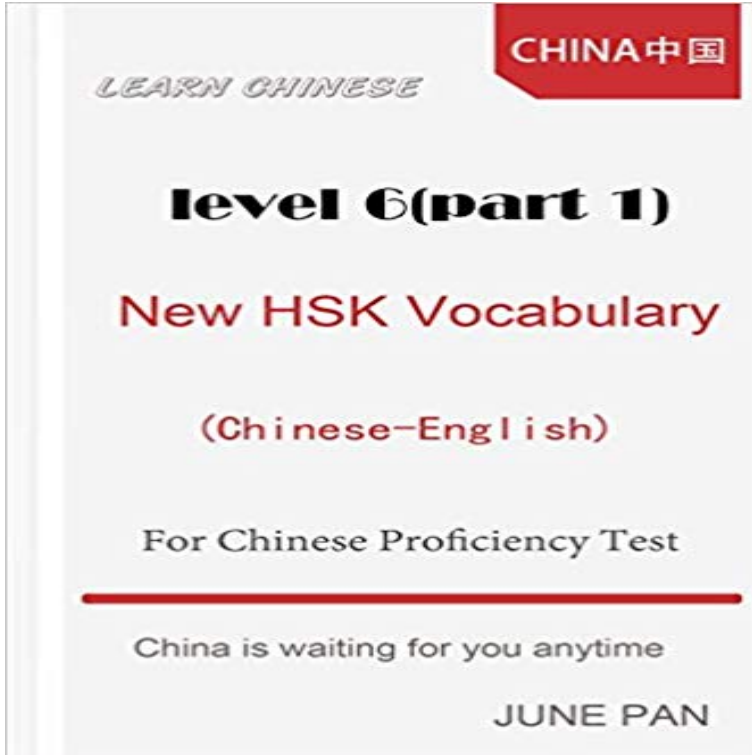 CHINA中国
LEARN CHINESE
level 6(part 1)
New HSK Vocabulary
(Chinese-English)
For Chinese Proficiency Test
China is waiting for you anytime
JUNE PAN